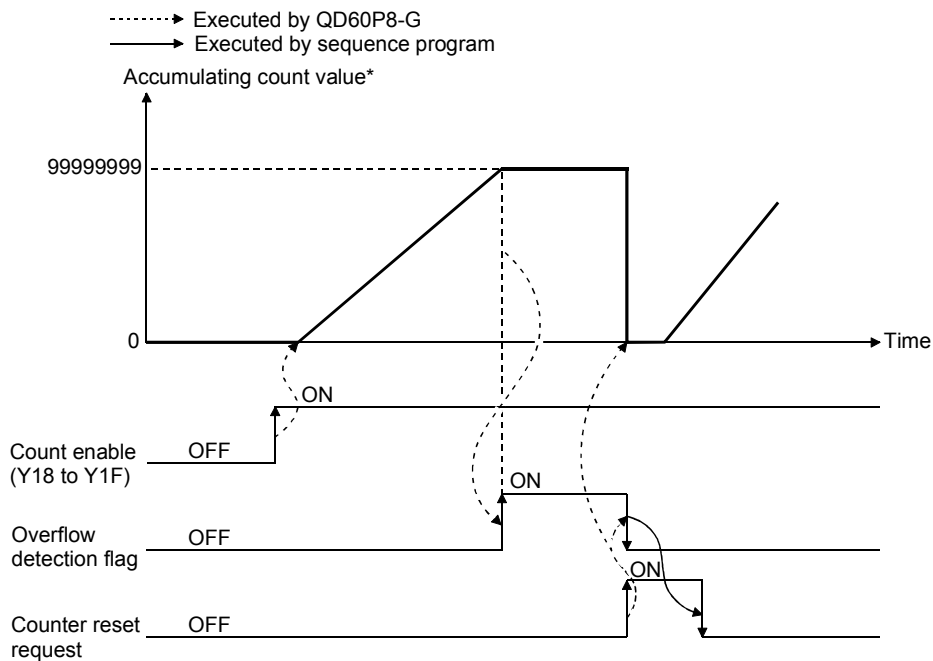 Executed by QD60P8-G
Executed by sequence program
Accumulating count value*
99999999
0
Time
ON
Count enable
(Y18 to Y1F)
OFF
ON
Overflow
detection flag
OFF
ON
Counter reset
request
OFF